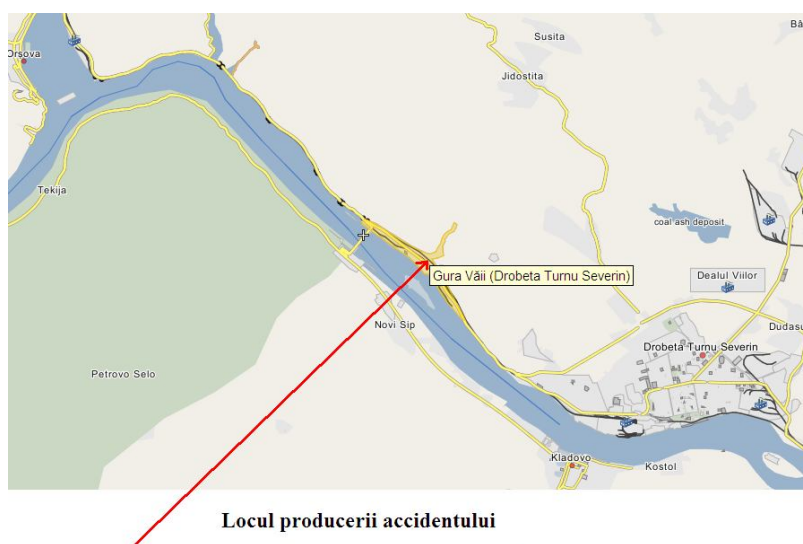 Susita
Orsova
Jidostita
Tekija
coal ash deposit
Gura Văii (Drobeta Turnu Severin)
Dealul Viilor
Novi Sip
Dudasu
Drobeta Turnu Severin
Petrovo Selo
Kladovo
Kostol
Locul producerii accidentului